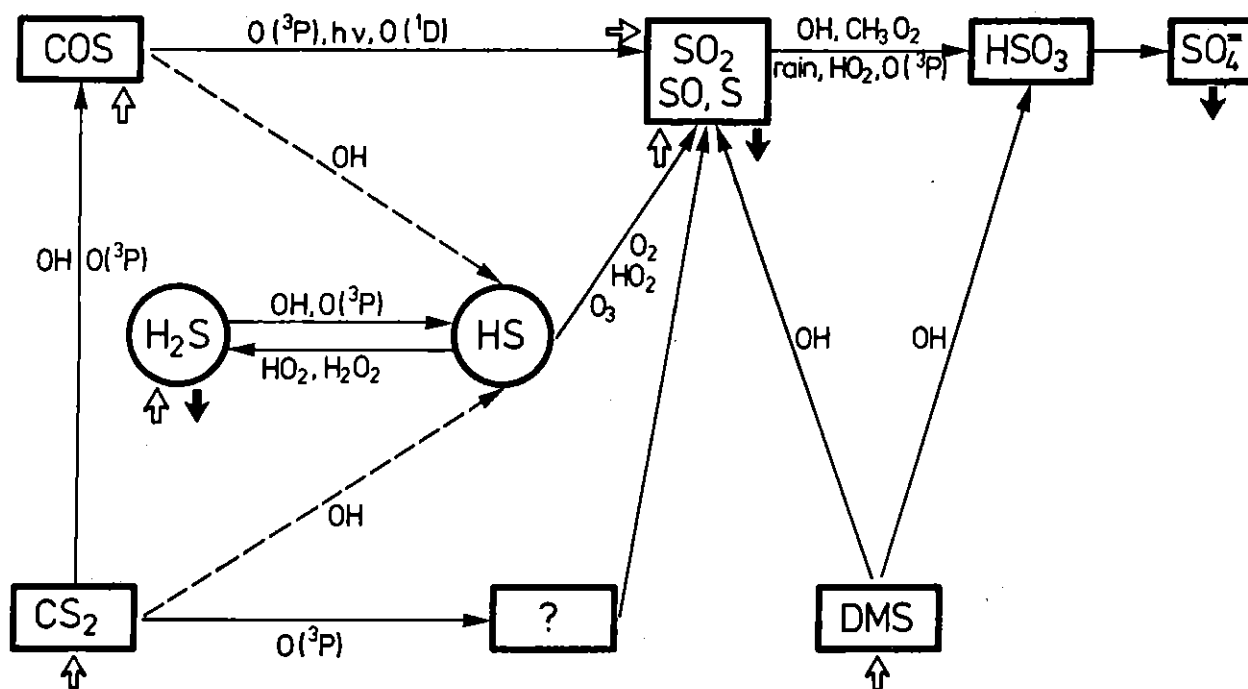 O(³P), hν, O(¹D)
OH, CH₃O₂
COS
SO₂
SO, S
rain, HO₂, O(³P)
HSO₃
SO₄⁼
OH
OH O(³P)
O₂
HO₂
O₃
H₂S
OH, O(³P)
HS
HO₂, H₂O₂
OH
OH
OH
CS₂
O(³P)
?
DMS